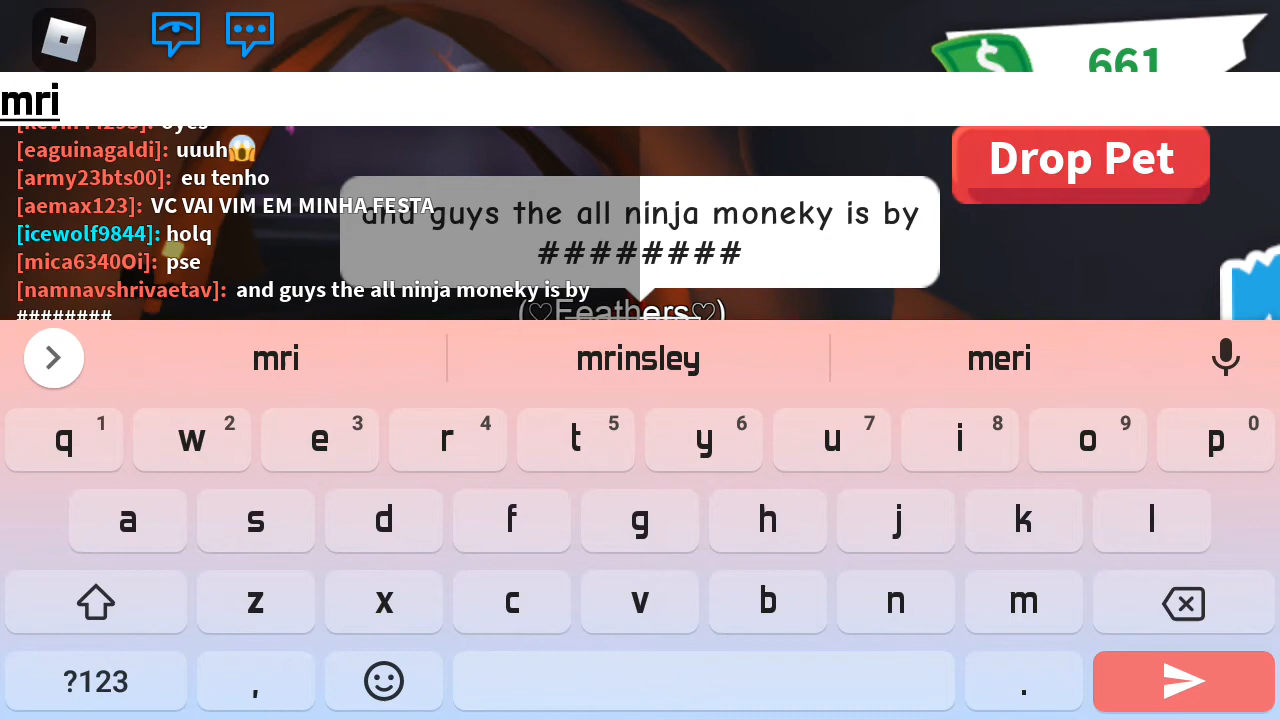 661
mri
Drop Pet
[eaguinagaldi]: uuuh😱
[army23bts00]: eu tenho
[aemax123]: VC VAI VIM EM MINHA FESTA
[icewolf9844]: holq
[mica6340Oi]: pse
[namnavshrivaetav]: and guys the all ninja moneky is by
########
and guys the all ninja moneky is by
########
(♡Feathers♡)
mri mrinsley meri
q 1 w 2 e 3 r 4 t 5 y 6 u 7 i 8 o 9 p 0
a s d f g h j k l
z x c v b n m
?123 , .